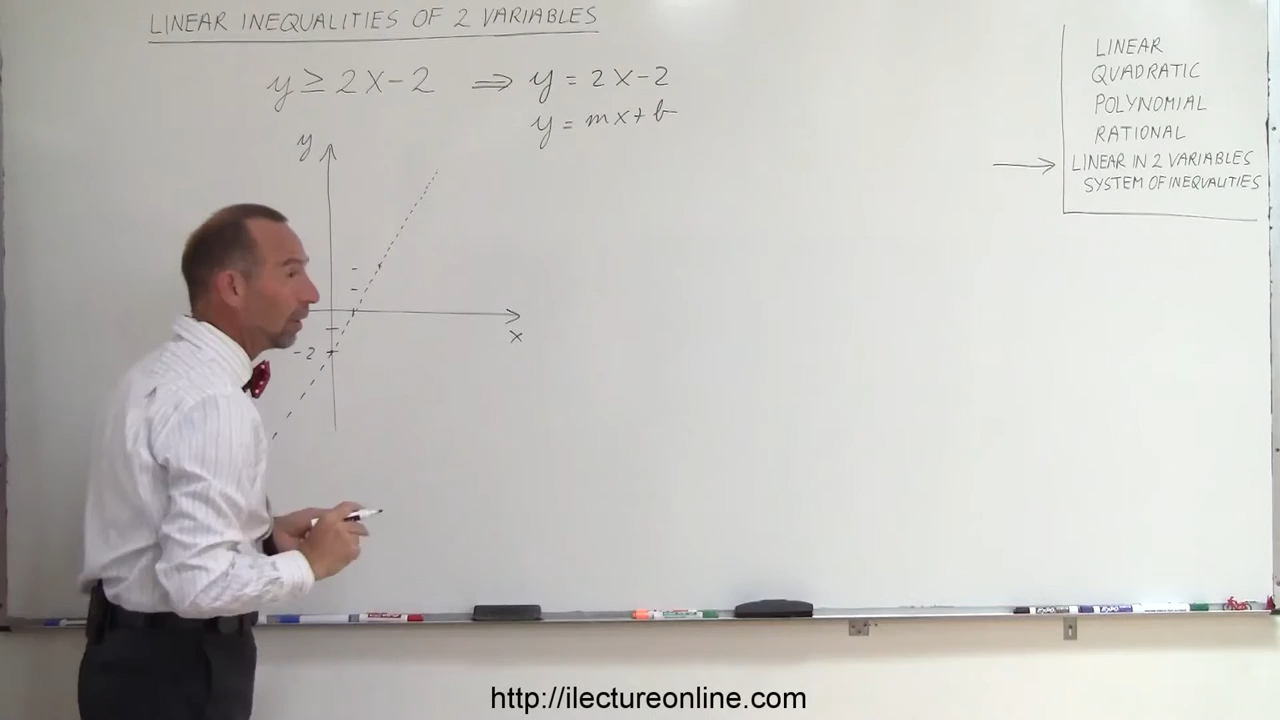 LINEAR INEQUALITIES OF 2 VARIABLES
y ≥ 2x-2 ⇒ y = 2x-2
y = mx+b
y
x
-2
LINEAR
QUADRATIC
POLYNOMIAL
RATIONAL
LINEAR IN 2 VARIABLES
SYSTEM OF INEQUALITIES
http://ilectureonline.com